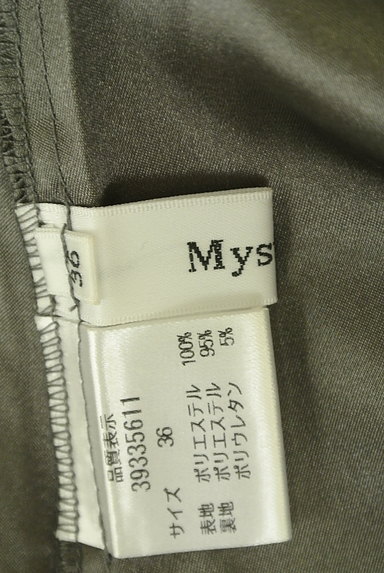 Mys
36
品質表示
39335611
サイズ 36
表地 ポリエステル 100%
裏地 ポリエステル 95%
ポリウレタン 5%